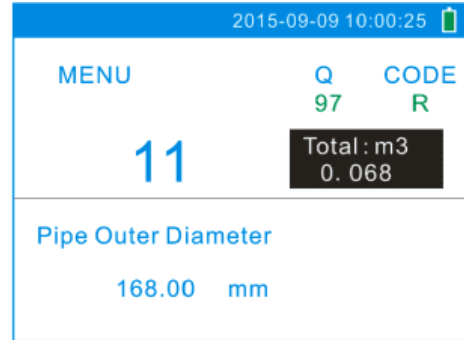 2015-09-09 10:00:25
MENU Q CODE
97 R
11
Total:m3
0.068
Pipe Outer Diameter
168.00 mm